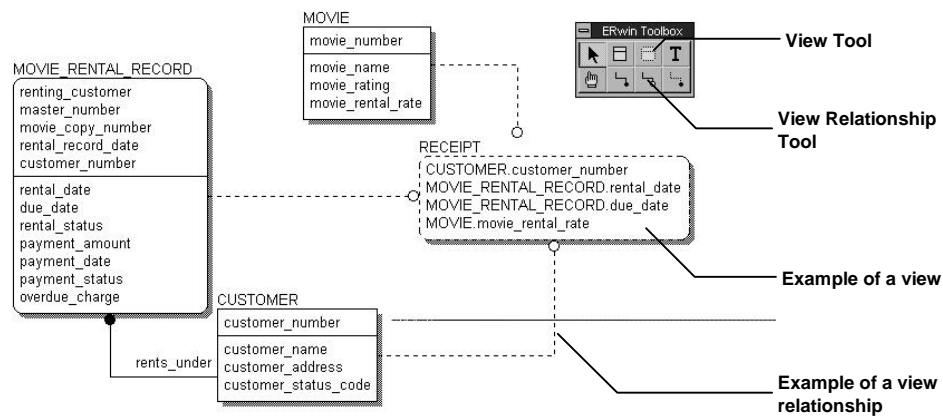 MOVIE
movie_number
movie_name
movie_rating
movie_rental_rate
ERwin Toolbox
T
View Tool
View Relationship
Tool
MOVIE_RENTAL_RECORD
renting_customer
master_number
movie_copy_number
rental_record_date
customer_number
rental_date
due_date
rental_status
payment_amount
payment_date
payment_status
overdue_charge
RECEIPT
CUSTOMER.customer_number
MOVIE_RENTAL_RECORD.rental_date
MOVIE_RENTAL_RECORD.due_date
MOVIE.movie_rental_rate
Example of a view
CUSTOMER
customer_number
customer_name
customer_address
customer_status_code
rents_under
Example of a view
relationship